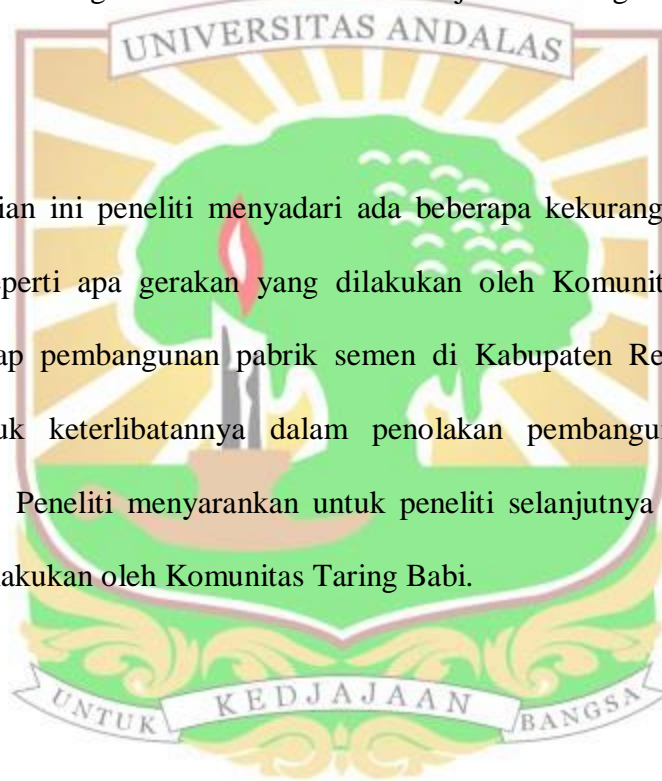 UNIVERSITAS ANDALAS
ian ini peneliti menyadari ada beberapa kekurang
eperti apa gerakan yang dilakukan oleh Komunit
ap pembangunan pabrik semen di Kabupaten Re
uk keterlibatannya dalam penolakan pembangu
Peneliti menyarankan untuk peneliti selanjutnya
lakukan oleh Komunitas Taring Babi.
UNTUK KEDJAJAAN BANGSA